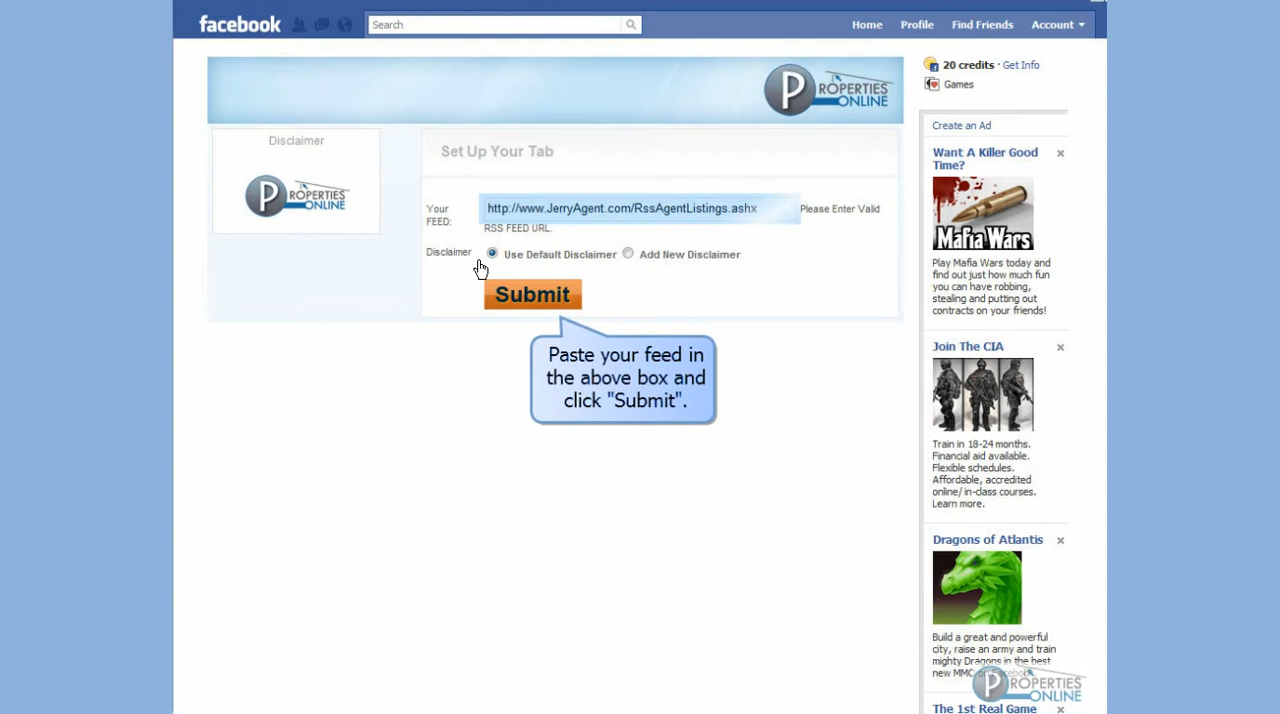 facebook
Search
Home Profile Find Friends Account
PROPERTIES
ONLINE
Disclaimer
PROPERTIES
ONLINE
Set Up Your Tab
Your
FEED:
http://www.JerryAgent.com/RssAgentListings.ashx
Please Enter Valid
RSS FEED URL.
Disclaimer
Use Default Disclaimer Add New Disclaimer
Submit
Paste your feed in
the above box and
click "Submit".
20 credits · Get Info
Games
Create an Ad
Want A Killer Good
Time?
Mafia Wars
Play Mafia Wars today and
find out just how much fun
you can have robbing,
stealing and putting out
contracts on your friends!
Join The CIA
Train in 18-24 months.
Financial aid available.
Flexible schedules.
Affordable, accredited
online/in-class courses.
Learn more.
Dragons of Atlantis
Build a great and powerful
city, raise an army and train
mighty Dragons in the best
new MMO on Facebook
PROPERTIES
ONLINE
The 1st Real Game